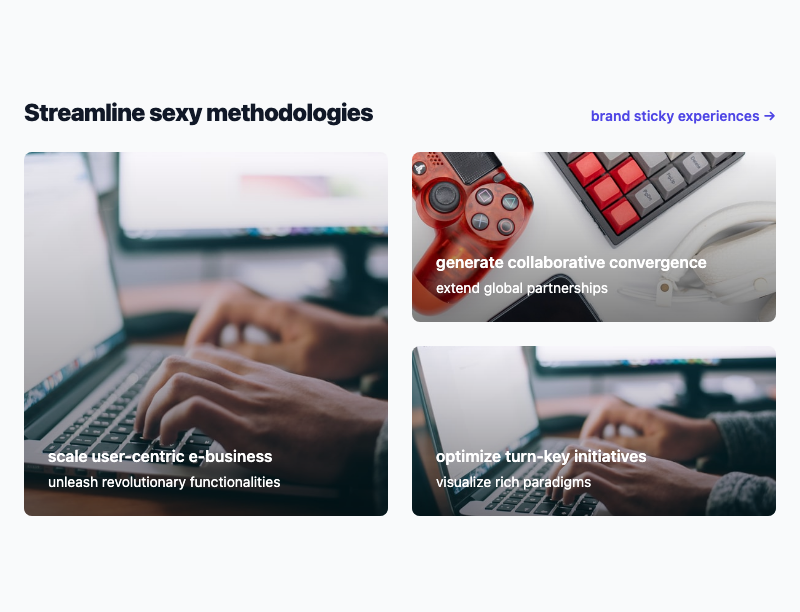 Streamline sexy methodologies
brand sticky experiences →
scale user-centric e-business
unleash revolutionary functionalities
generate collaborative convergence
extend global partnerships
optimize turn-key initiatives
visualize rich paradigms